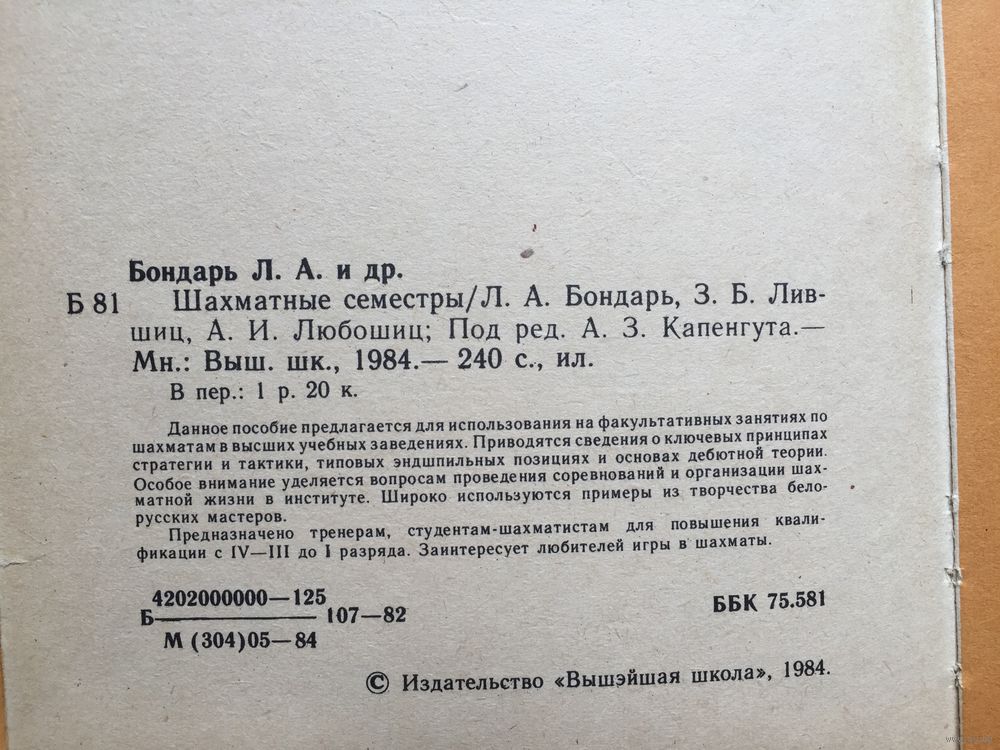 Бондарь Л. А. и др.
Б 81 Шахматные семестры/Л. А. Бондарь, З. Б. Лив-
шиц, А. И. Любошиц; Под ред. А. З. Капенгута.—
Мн.: Выш. шк., 1984.— 240 с., ил.
В пер.: 1 р. 20 к.
Данное пособие предлагается для использования на факультативных занятиях по
шахматам в высших учебных заведениях. Приводятся сведения о ключевых принципах
стратегии и тактики, типовых эндшпильных позициях и основах дебютной теории.
Особое внимание уделяется вопросам проведения соревнований и организации шах-
матной жизни в институте. Широко используются примеры из творчества бело-
русских мастеров.
Предназначено тренерам, студентам-шахматистам для повышения квали-
фикации с IV—III до I разряда. Заинтересует любителей игры в шахматы.
4202000000—125
Б 107—82
М (304)05—84
ББК 75.581
© Издательство «Вышэйшая школа», 1984.